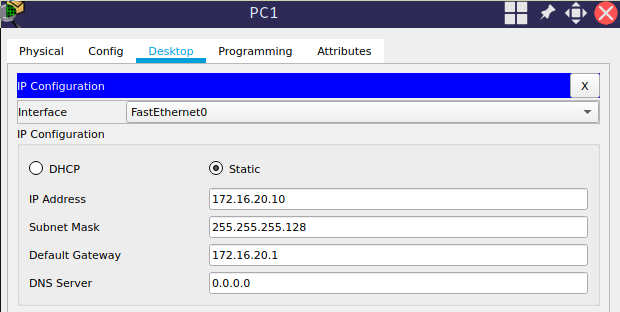 PC1
Physical Config Desktop Programming Attributes
IP Configuration X
Interface FastEthernet0
IP Configuration
DHCP Static
IP Address 172.16.20.10
Subnet Mask 255.255.255.128
Default Gateway 172.16.20.1
DNS Server 0.0.0.0